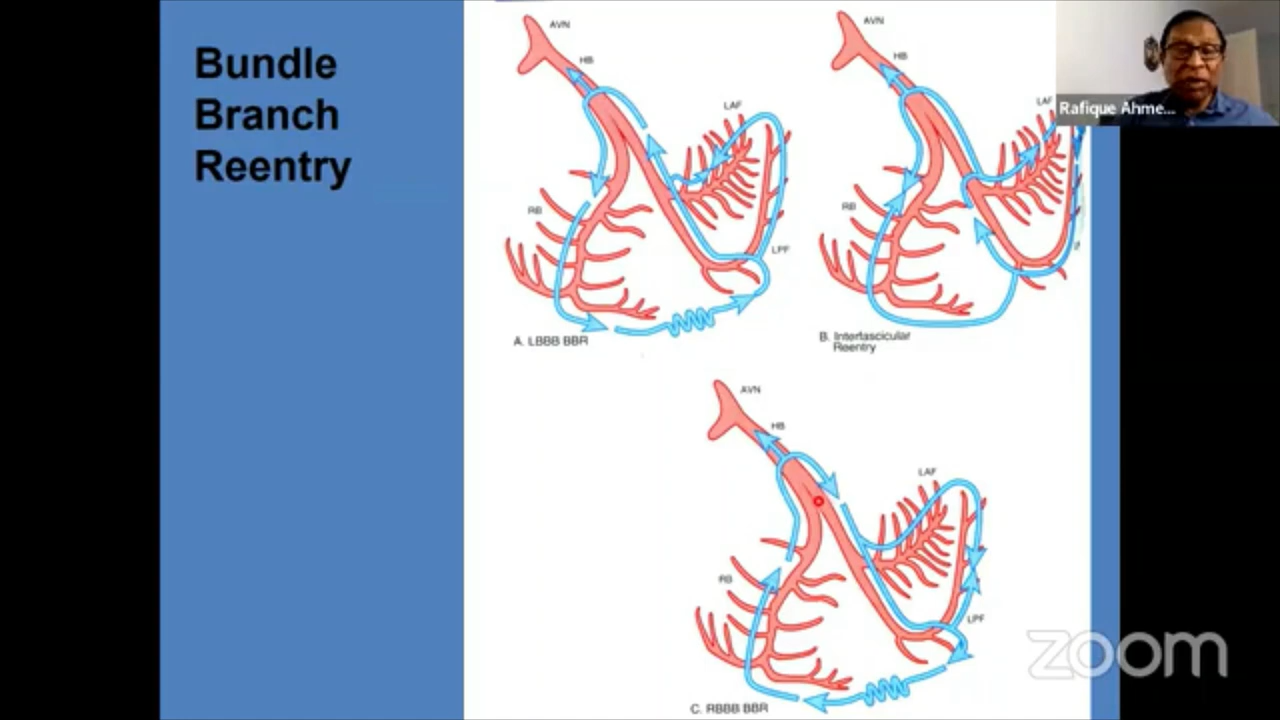 Bundle
Branch
Reentry
AVN
HB
LAF
RB
LPF
A. LBBB BBR
AVN
HB
LAF
RB
B. Interfascicular
Reentry
Rafique Ahme...
AVN
HB
LAF
RB
LPF
C. RBBB BBR
zoom